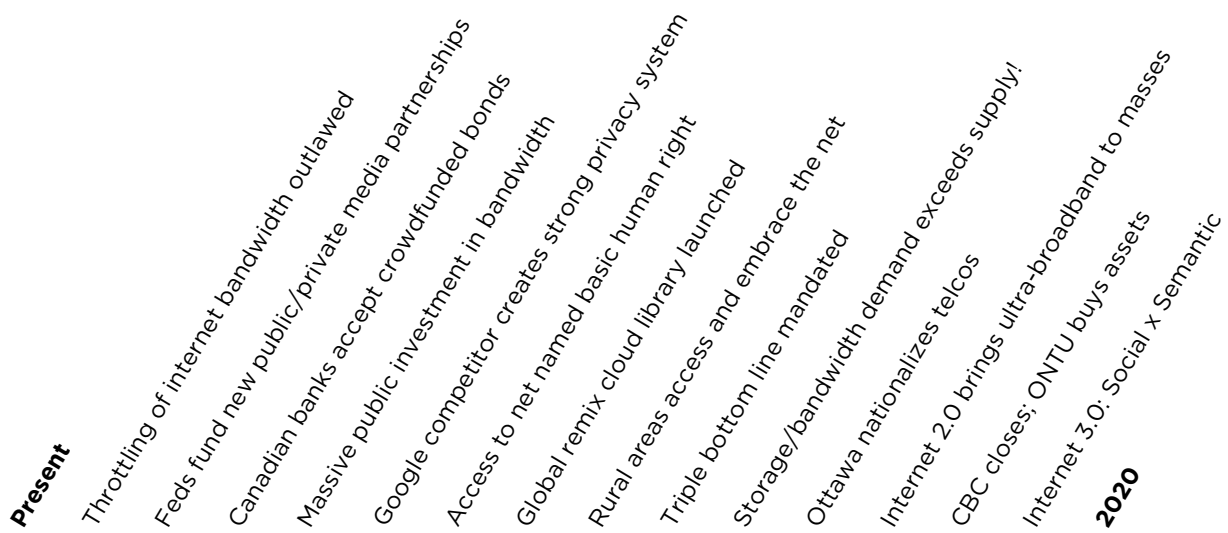 Present
Throttling of internet bandwidth outlawed
Feds fund new public/private media partnerships
Canadian banks accept crowdfunded bonds
Massive public investment in bandwidth
Google competitor creates strong privacy system
Access to net named basic human right
Global remix cloud library launched
Rural areas access and embrace the net
Triple bottom line mandated
Storage/bandwidth demand exceeds supply!
Ottawa nationalizes telcos
Internet 2.0 brings ultra-broadband to masses
CBC closes; ONTU buys assets
Internet 3.0: Social x Semantic
2020